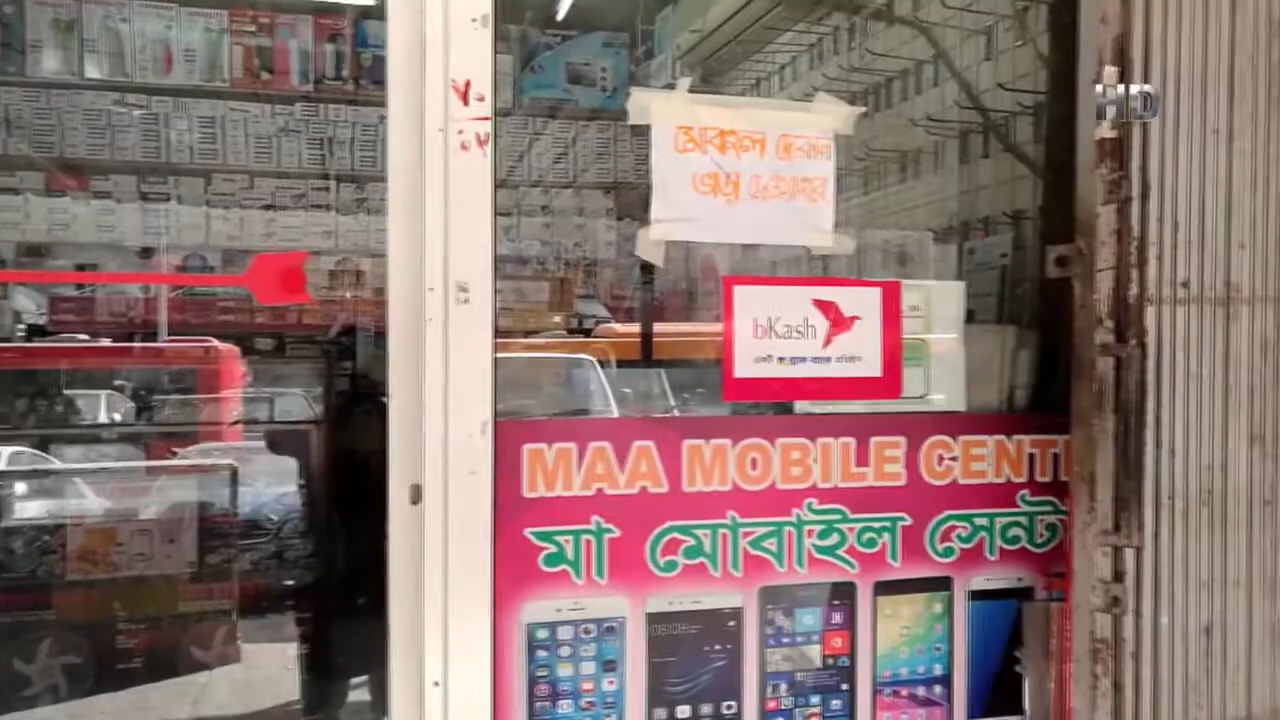 HD
মোবাইল দোকান
ভাড়া দেওয়া হবে
bKash
MAA MOBILE CENT
মা মোবাইল সেন্ট